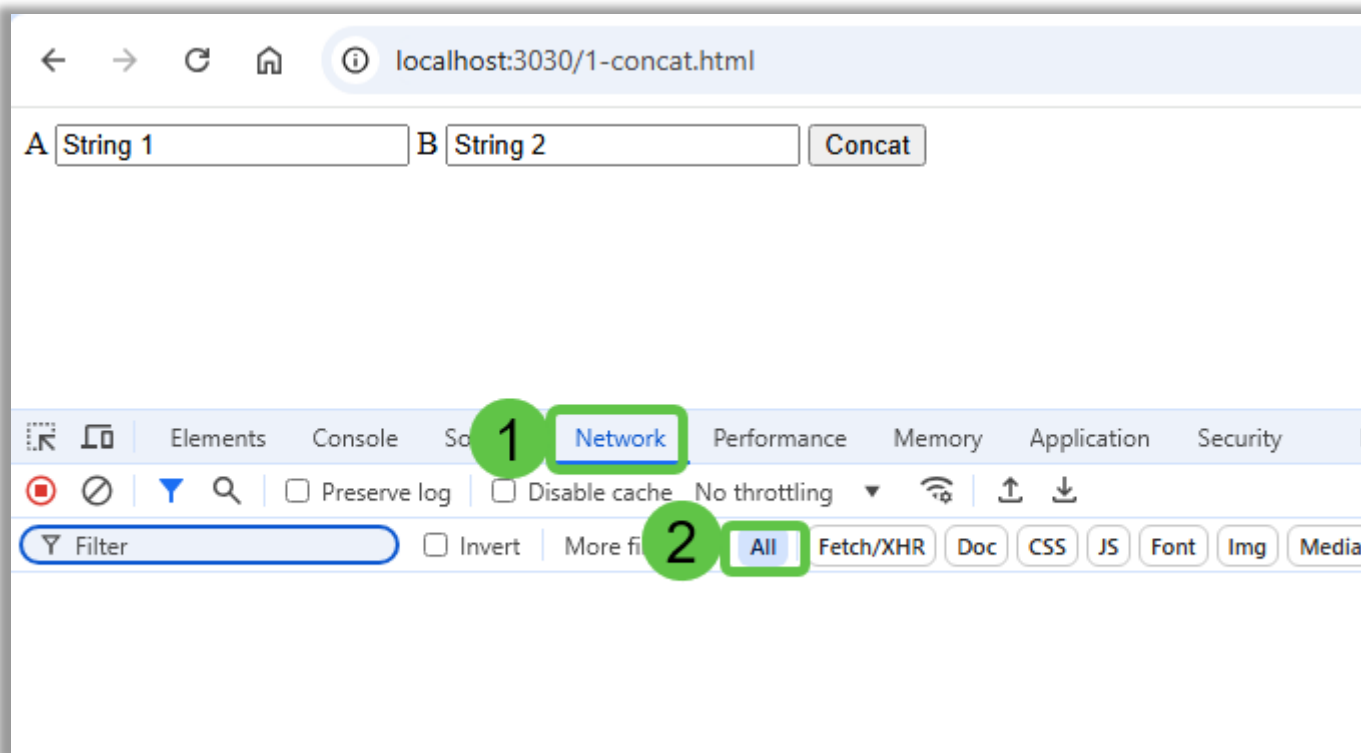 localhost:3030/1-concat.html
A String 1 B String 2 Concat
Elements Console So 1 Network Performance Memory Application Security
Preserve log Disable cache No throttling
Filter Invert More fi 2 All Fetch/XHR Doc CSS JS Font Img Media